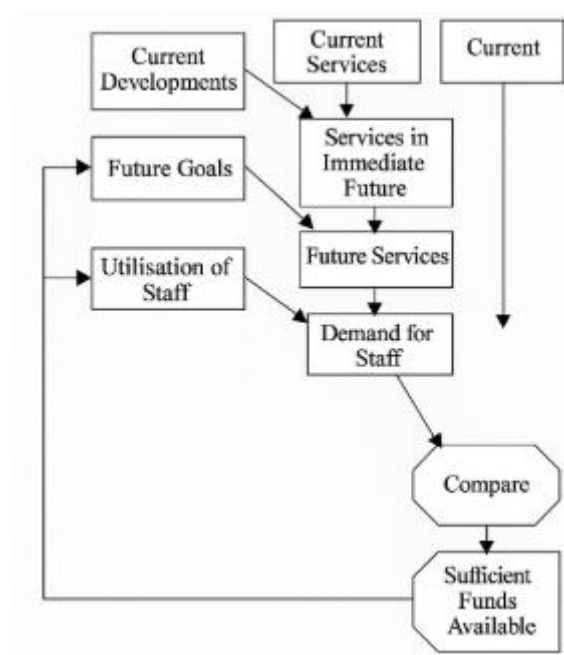 Current
Developments
Current
Services
Current
Services in
Immediate
Future
Future Goals
Future Services
Utilisation of
Staff
Demand for
Staff
Compare
Sufficient
Funds
Available